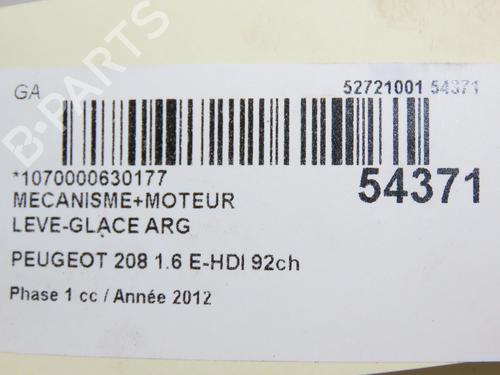 GA
52721001 54371
B-PARTS
*1070000630177
54371
MECANISME+MOTEUR
LEVE-GLACE ARG
PEUGEOT 208 1.6 E-HDI 92ch
Phase 1 cc / Année 2012